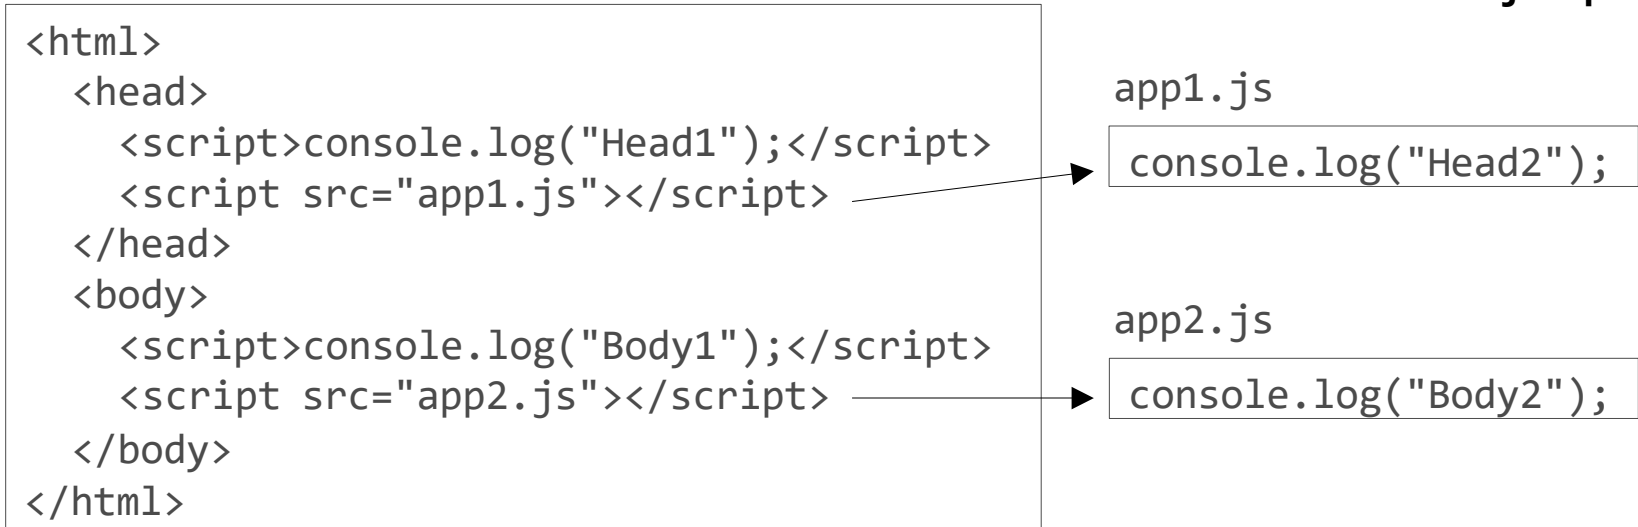 <html>
<head>
<script>console.log("Head1");</script>
<script src="app1.js"></script>
</head>
<body>
<script>console.log("Body1");</script>
<script src="app2.js"></script>
</body>
</html>
app1.js
console.log("Head2");
app2.js
console.log("Body2");